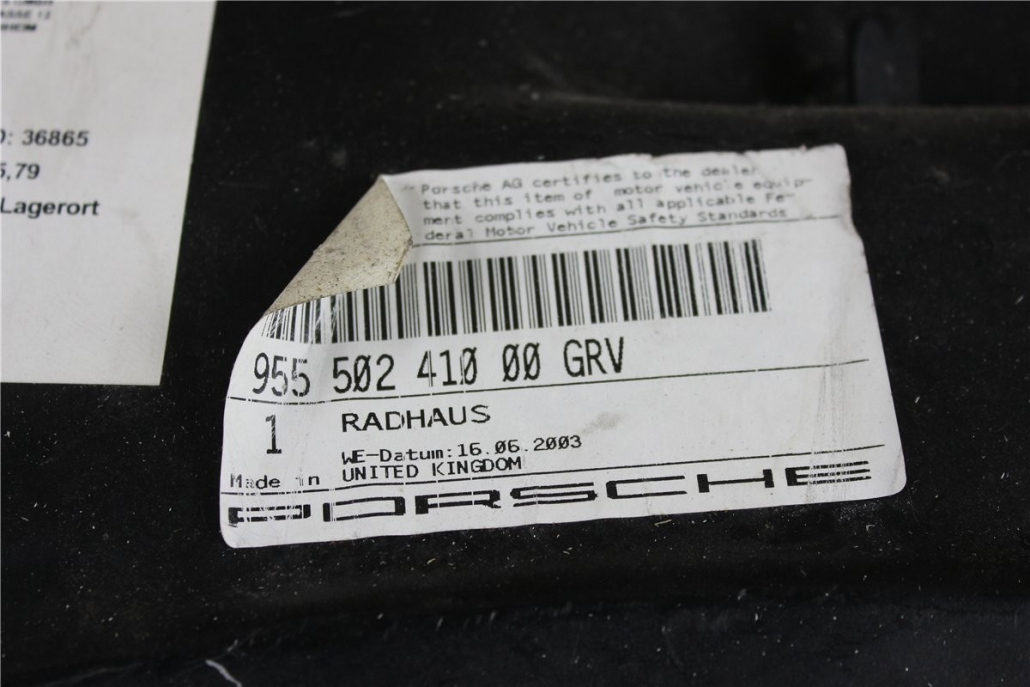 ASSE 12
36865
5,79
Lagerort
Porsche AG certifies to the dealer
that this item of motor vehicle equip-
ment complies with all applicable Fe-
deral Motor Vehicle Safety Standards
955 502 410 00 GRV
1 RADHAUS
WE-Datum:16.06.2003
Made in UNITED KINGDOM
PORSCHE